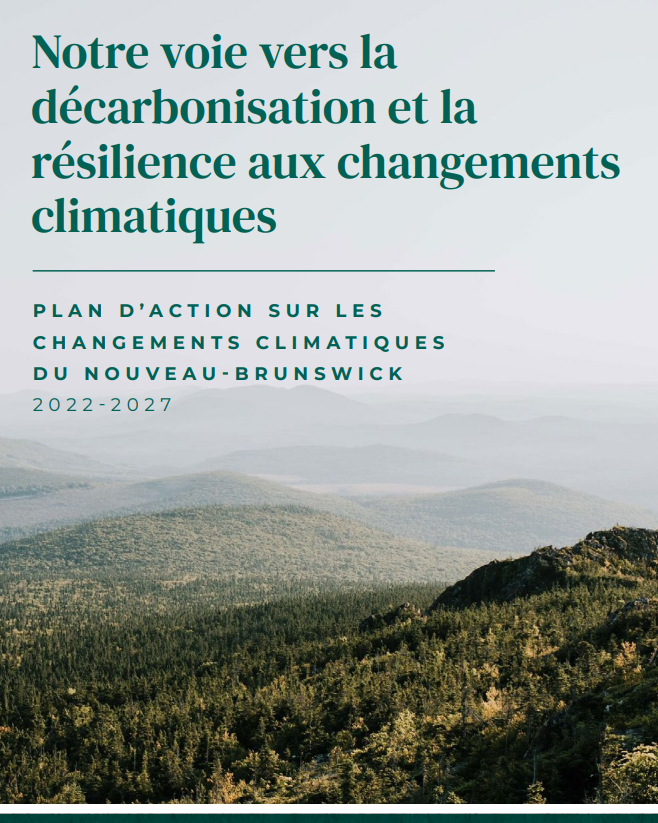 Notre voie vers la
décarbonisation et la
résilience aux changements
climatiques
PLAN D’ACTION SUR LES
CHANGEMENTS CLIMATIQUES
DU NOUVEAU-BRUNSWICK
2022-2027